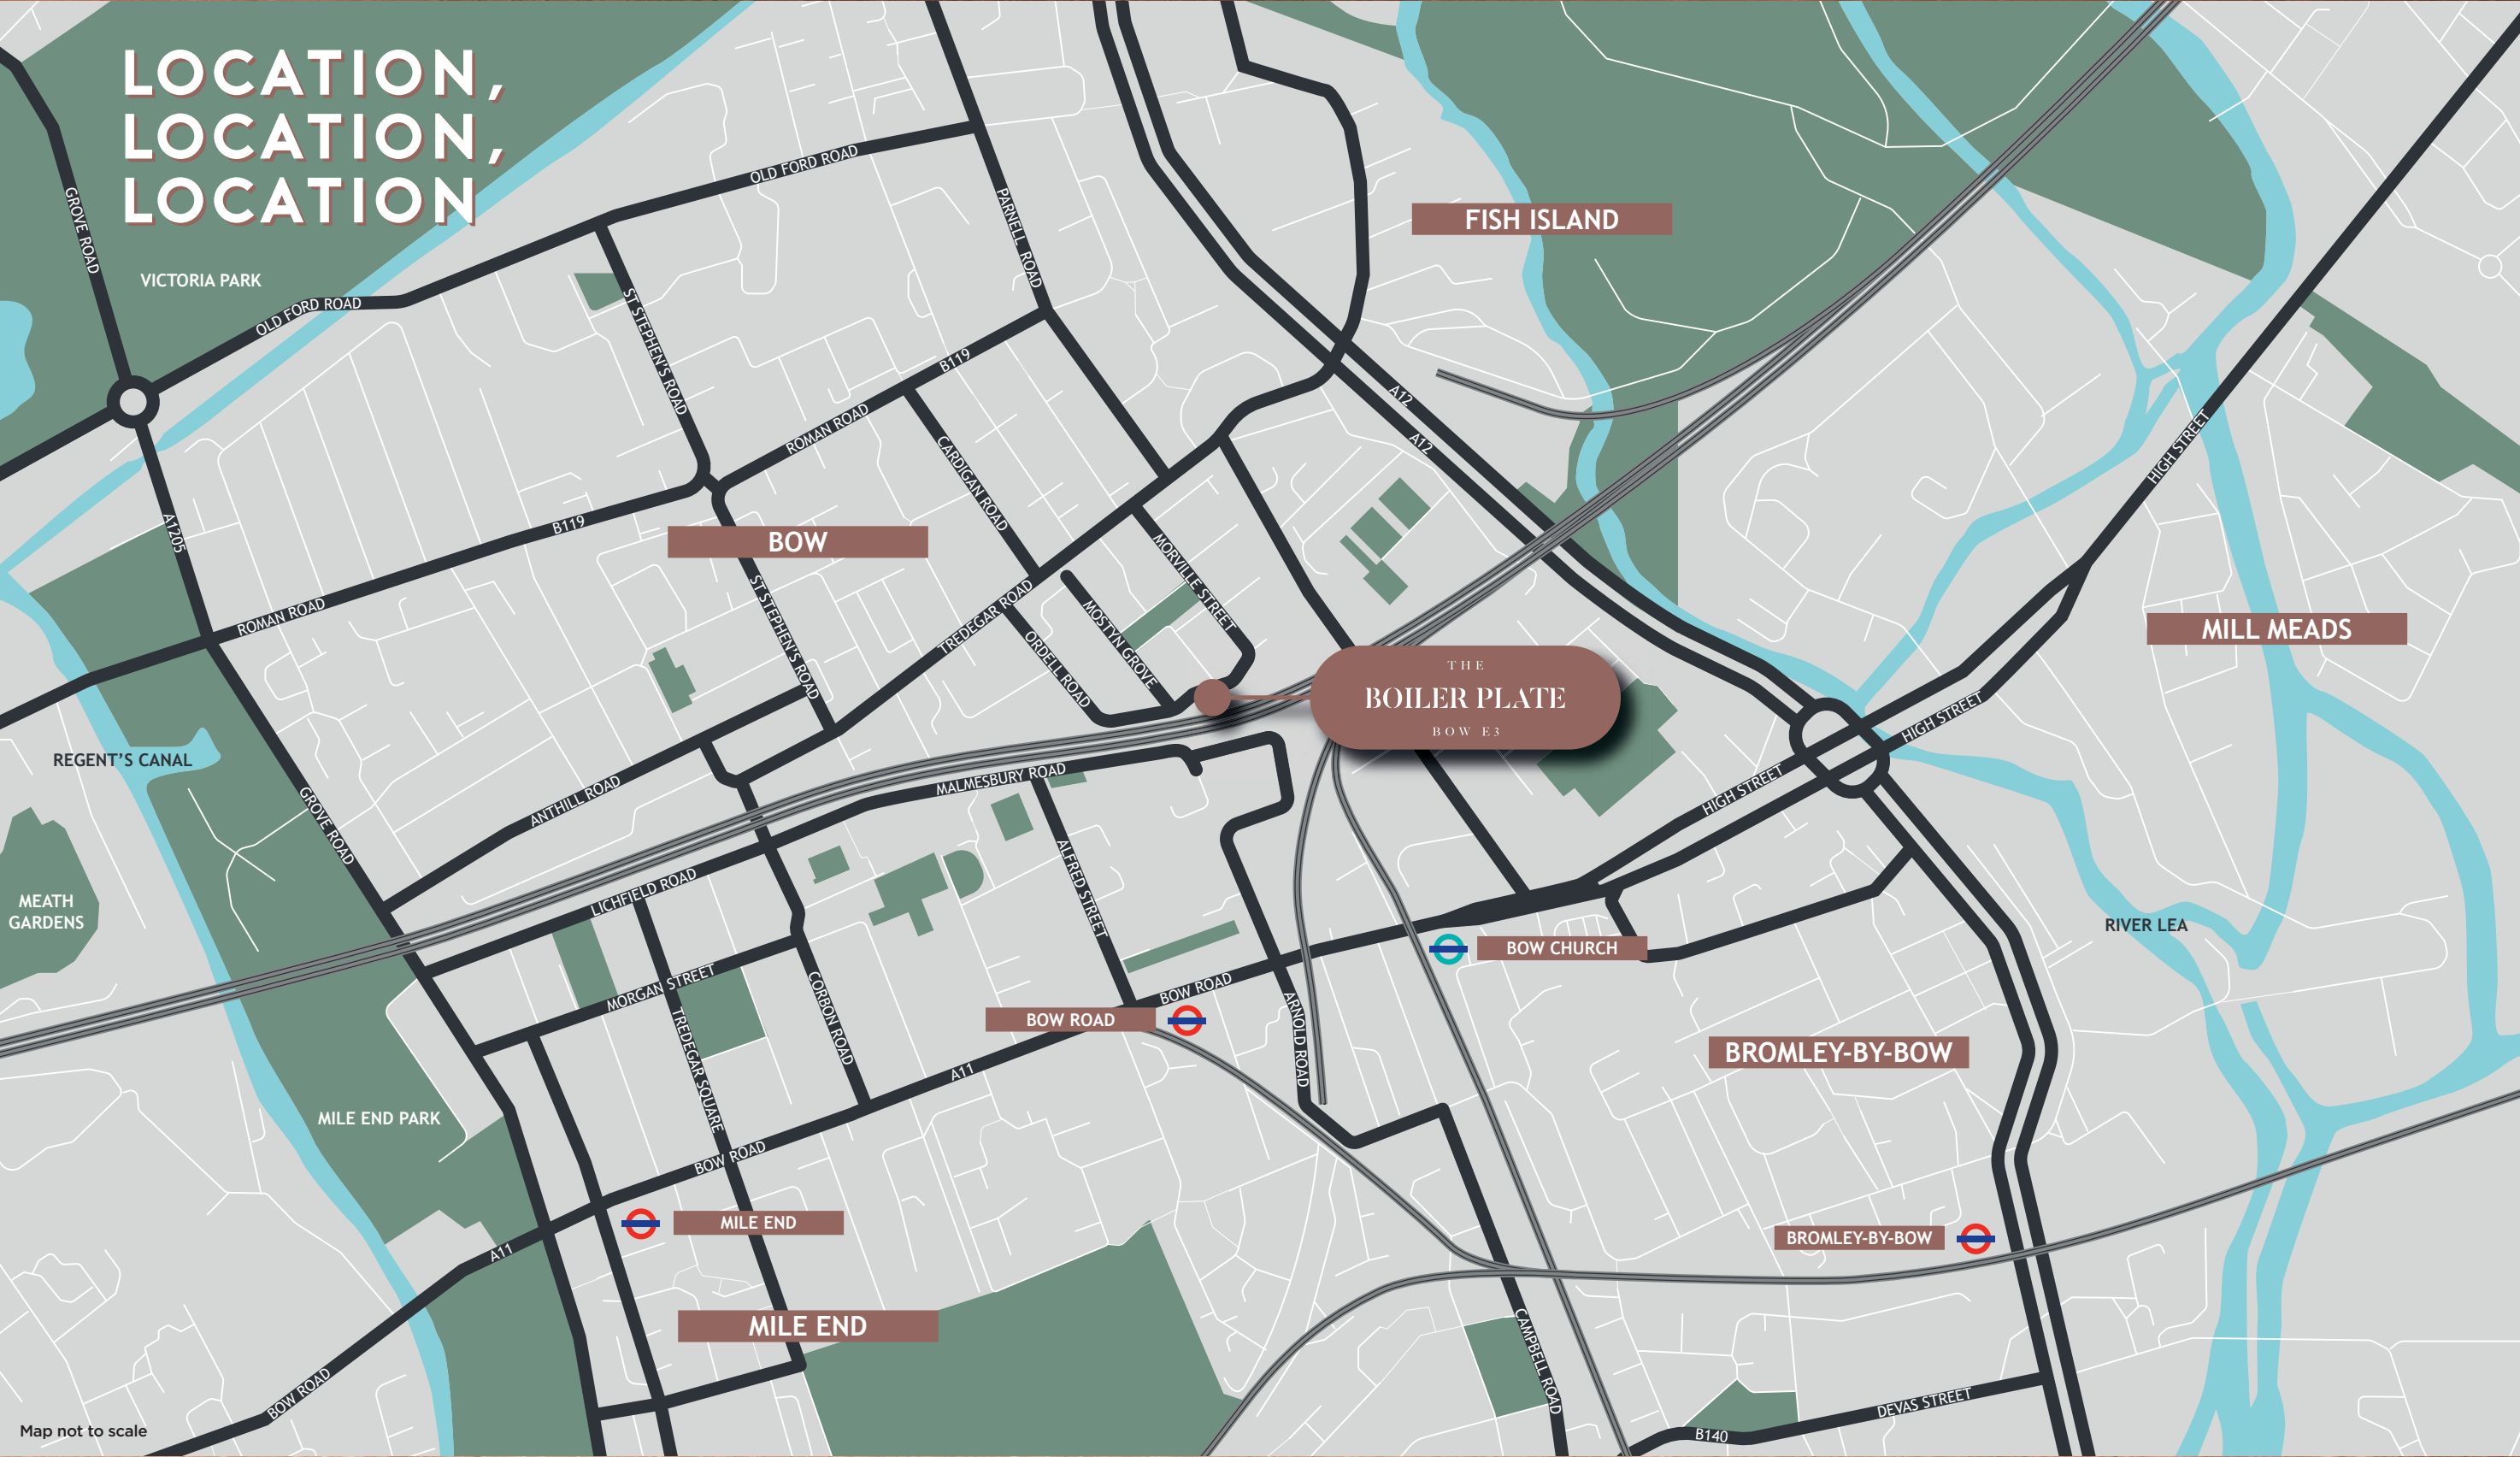 LOCATION,
LOCATION,
LOCATION
GROVE ROAD
VICTORIA PARK
OLD FORD ROAD
OLD FORD ROAD
PARNELL ROAD
FISH ISLAND
ST STEPHEN'S ROAD
B119
ROMAN ROAD
CARDIGAN ROAD
A12
A12
HIGH STREET
A1205
B119
BOW
MORVILLE STREET
ROMAN ROAD
ST STEPHEN'S ROAD
TREDEGAR ROAD
MOSTYN GROVE
ORDELL ROAD
MILL MEADS
THE
BOILER PLATE
BOW E3
REGENT'S CANAL
GROVE ROAD
ANTHILL ROAD
MALMESBURY ROAD
HIGH STREET
HIGH STREET
MEATH
GARDENS
LICHFIELD ROAD
ALFRED STREET
BOW CHURCH
RIVER LEA
MORGAN STREET
CORBON ROAD
BOW ROAD
BOW ROAD
ARNOLD ROAD
TREDEGAR SQUARE
A11
BROMLEY-BY-BOW
MILE END PARK
BOW ROAD
MILE END
BROMLEY-BY-BOW
A11
MILE END
CAMPBELL ROAD
BOW ROAD
DEVAS STREET
B140
Map not to scale